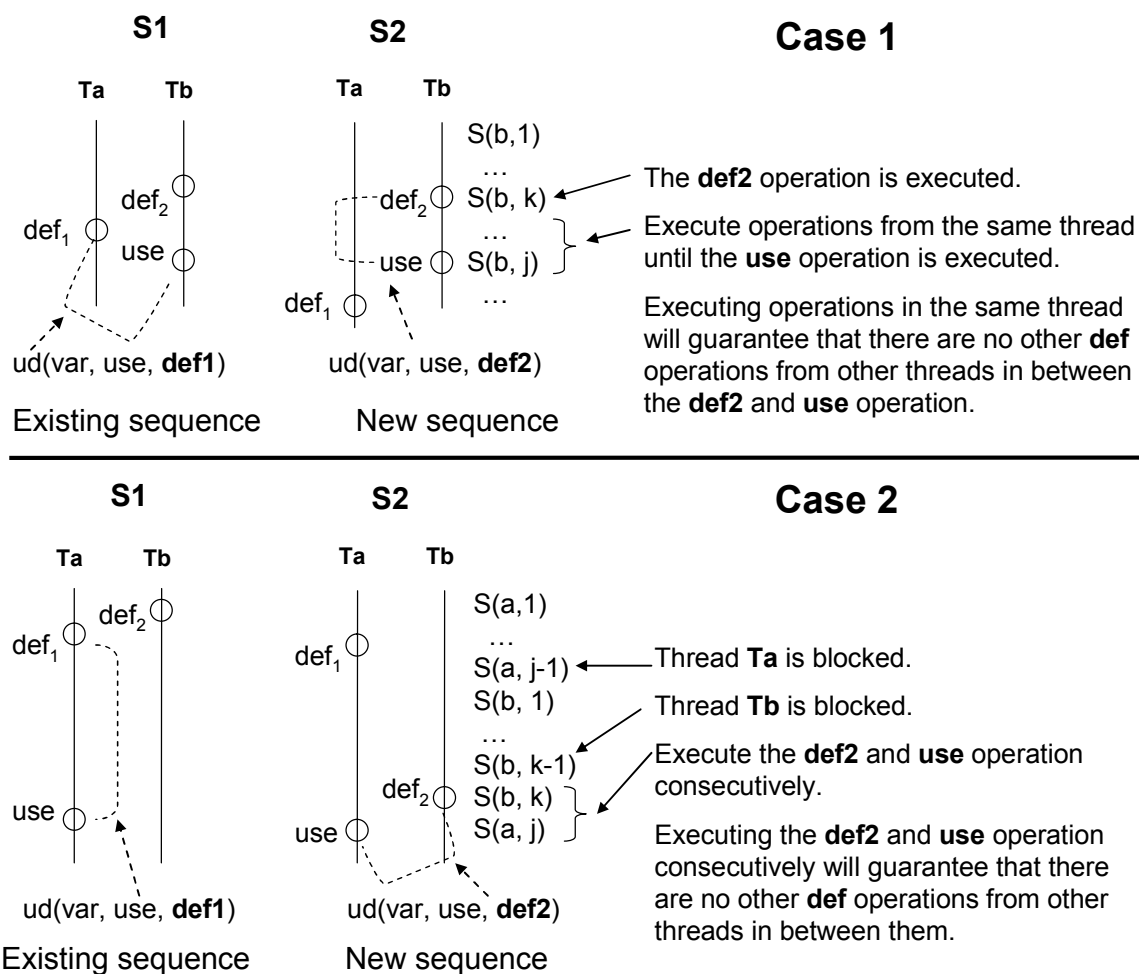 S1
S2
Case 1
Ta
Tb
Ta
Tb
def2
def1
use
ud(var, use, def1)
Existing sequence
def2
use
def1
ud(var, use, def2)
New sequence
S(b,1)
…
S(b, k)
…
S(b, j)
…
The def2 operation is executed.
Execute operations from the same thread
until the use operation is executed.
Executing operations in the same thread
will guarantee that there are no other def
operations from other threads in between
the def2 and use operation.
S1
S2
Case 2
Ta
Tb
Ta
Tb
def2
def1
use
ud(var, use, def1)
Existing sequence
def1
def2
use
ud(var, use, def2)
New sequence
S(a,1)
…
S(a, j-1)
S(b, 1)
…
S(b, k-1)
S(b, k)
S(a, j)
Thread Ta is blocked.
Thread Tb is blocked.
Execute the def2 and use operation
consecutively.
Executing the def2 and use operation
consecutively will guarantee that there
are no other def operations from other
threads in between them.